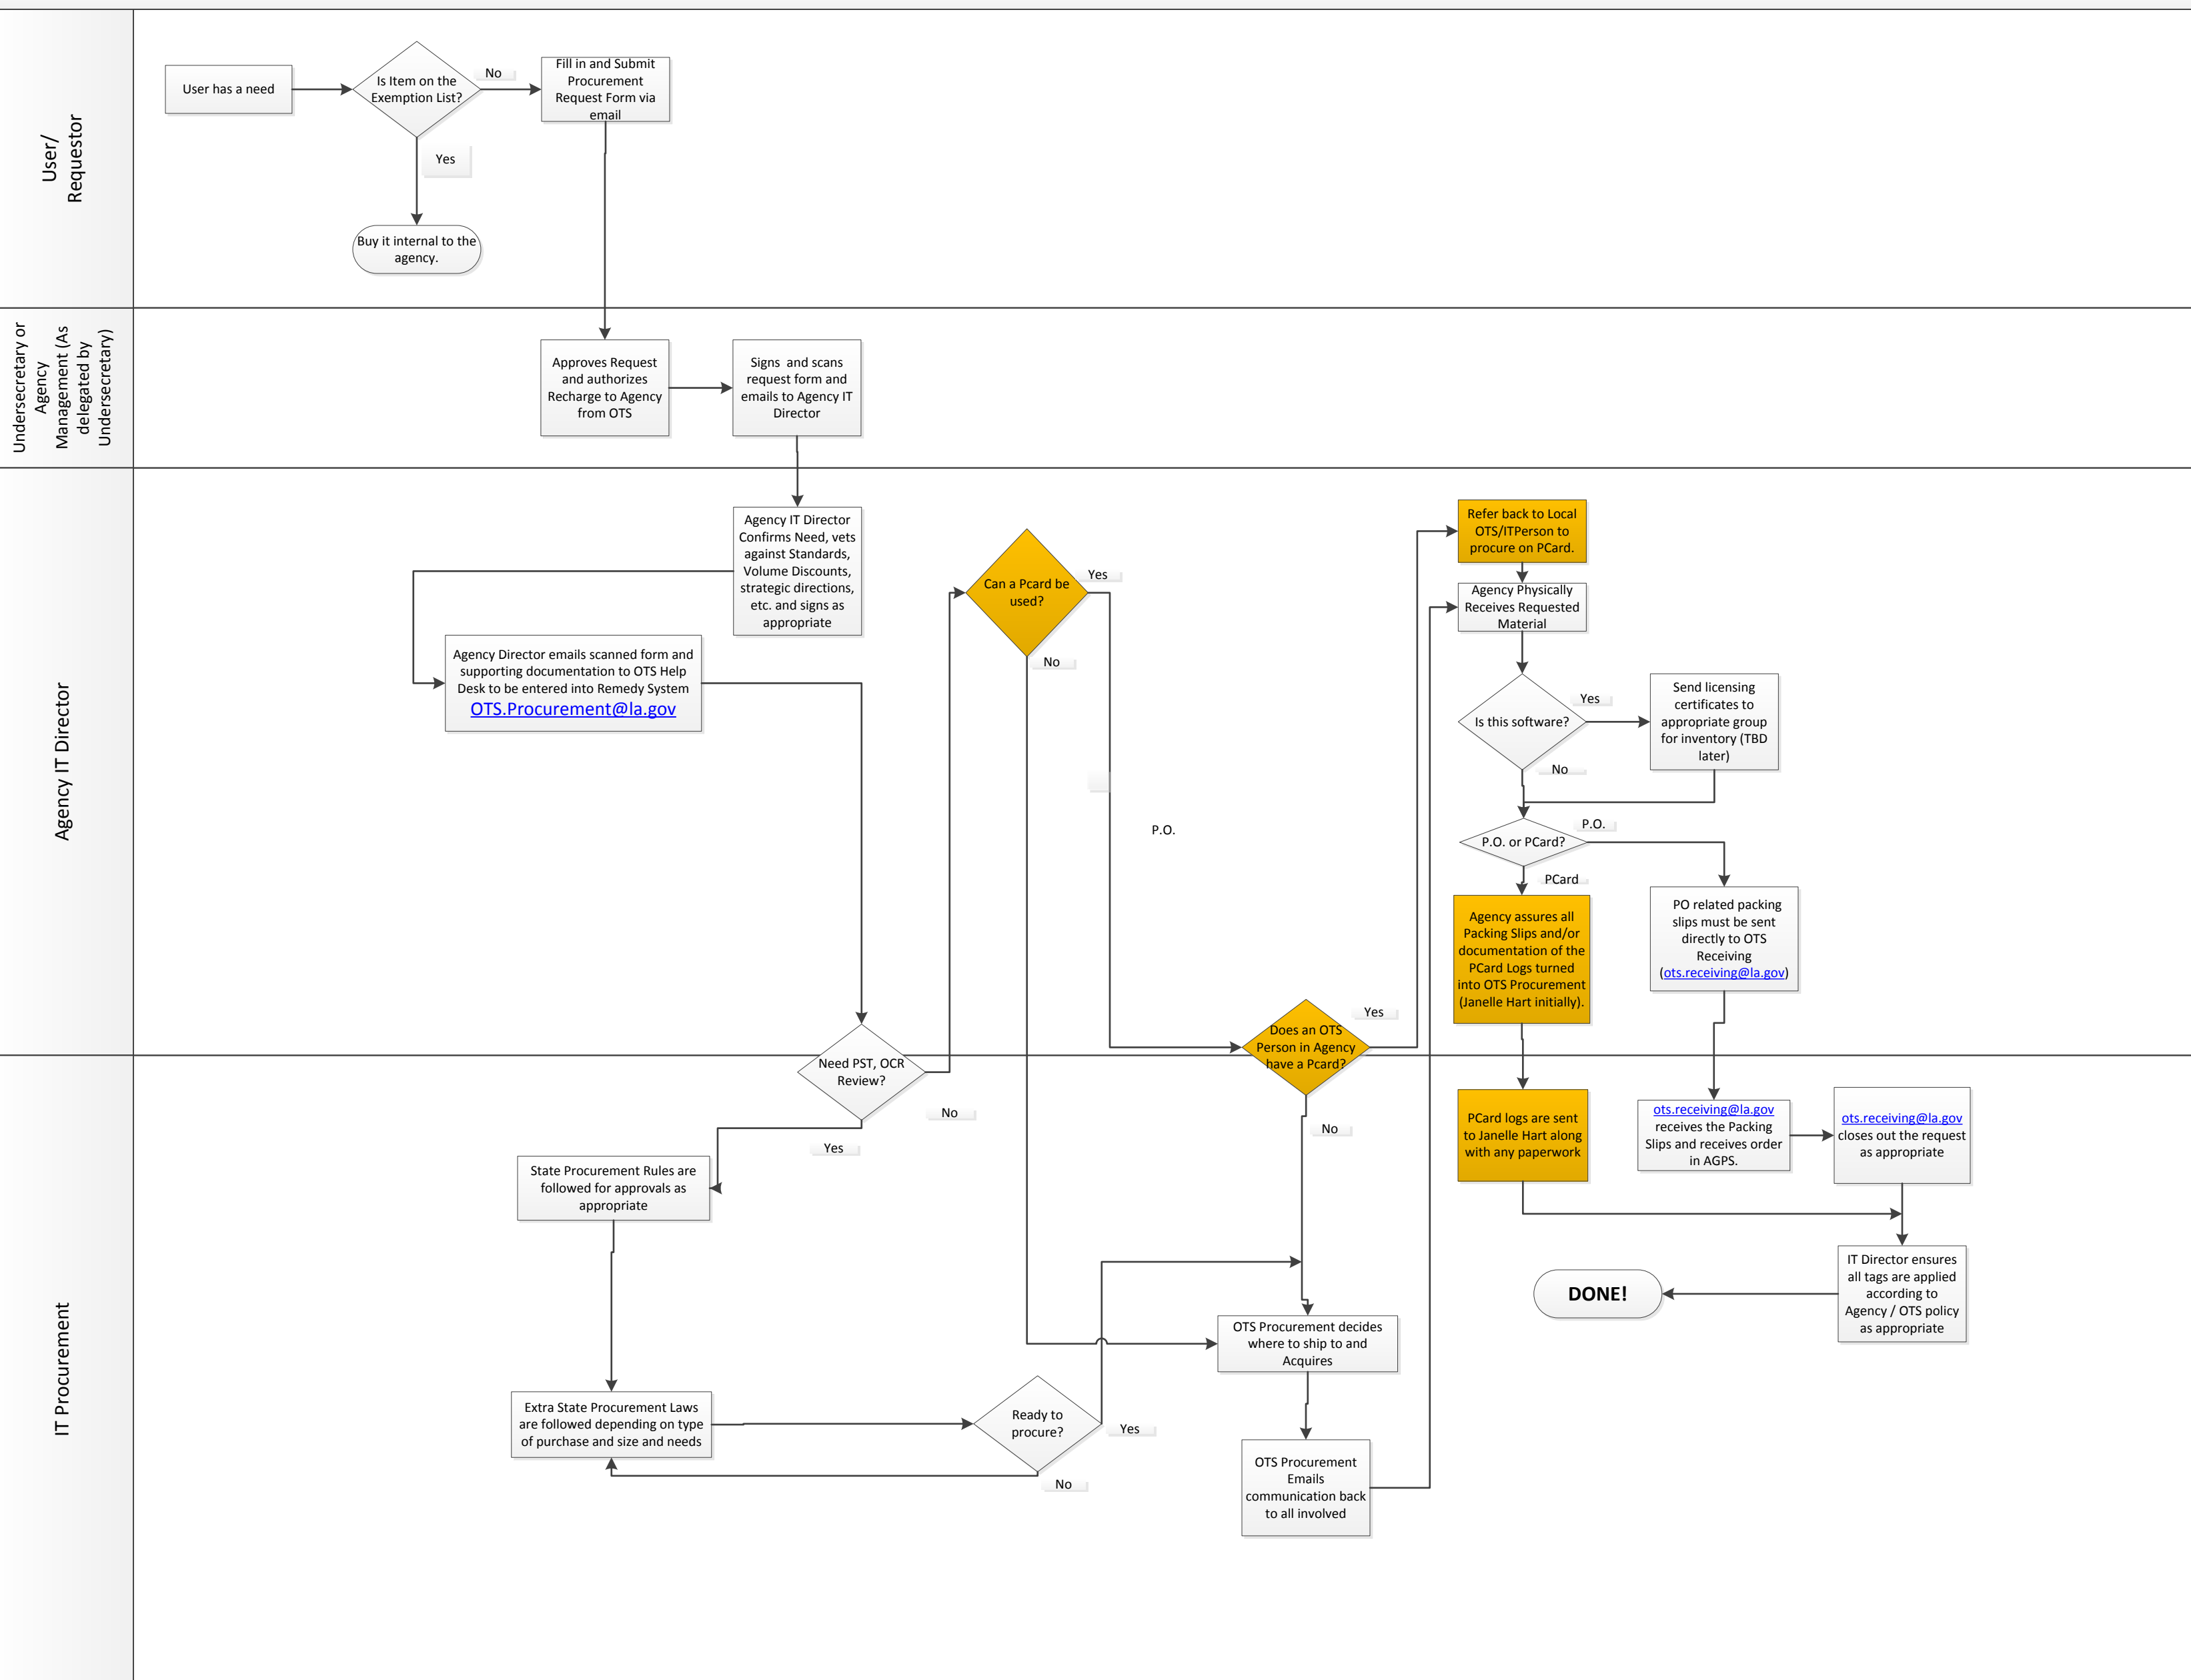 User/
Requestor
User has a need
Is Item on the
Exemption List?
No
Fill in and Submit
Procurement
Request Form via
email
Yes
Buy it internal to the
agency.
Undersecretary or
Agency
Management (As
delegated by
Undersecretary)
Approves Request
and authorizes
Recharge to Agency
from OTS
Signs and scans
request form and
emails to Agency IT
Director
Agency IT Director
Agency IT Director
Confirms Need, vets
against Standards,
Volume Discounts,
strategic directions,
etc. and signs as
appropriate
Agency Director emails scanned form and
supporting documentation to OTS Help
Desk to be entered into Remedy System
OTS.Procurement@la.gov
Can a Pcard be
used?
Yes
No
P.O.
Refer back to Local
OTS/ITPerson to
procure on PCard.
Agency Physically
Receives Requested
Material
Is this software?
Yes
No
Send licensing
certificates to
appropriate group
for inventory (TBD
later)
P.O. or PCard?
P.O.
PCard
Agency assures all
Packing Slips and/or
documentation of the
PCard Logs turned
into OTS Procurement
(Janelle Hart initially).
PO related packing
slips must be sent
directly to OTS
Receiving
(ots.receiving@la.gov)
Does an OTS
Person in Agency
have a Pcard?
Yes
No
IT Procurement
Need PST, OCR
Review?
No
Yes
State Procurement Rules are
followed for approvals as
appropriate
Extra State Procurement Laws
are followed depending on type
of purchase and size and needs
Ready to
procure?
Yes
No
OTS Procurement decides
where to ship to and
Acquires
OTS Procurement
Emails
communication back
to all involved
PCard logs are sent
to Janelle Hart along
with any paperwork
ots.receiving@la.gov
receives the Packing
Slips and receives order
in AGPS.
ots.receiving@la.gov
closes out the request
as appropriate
IT Director ensures
all tags are applied
according to
Agency / OTS policy
as appropriate
DONE!